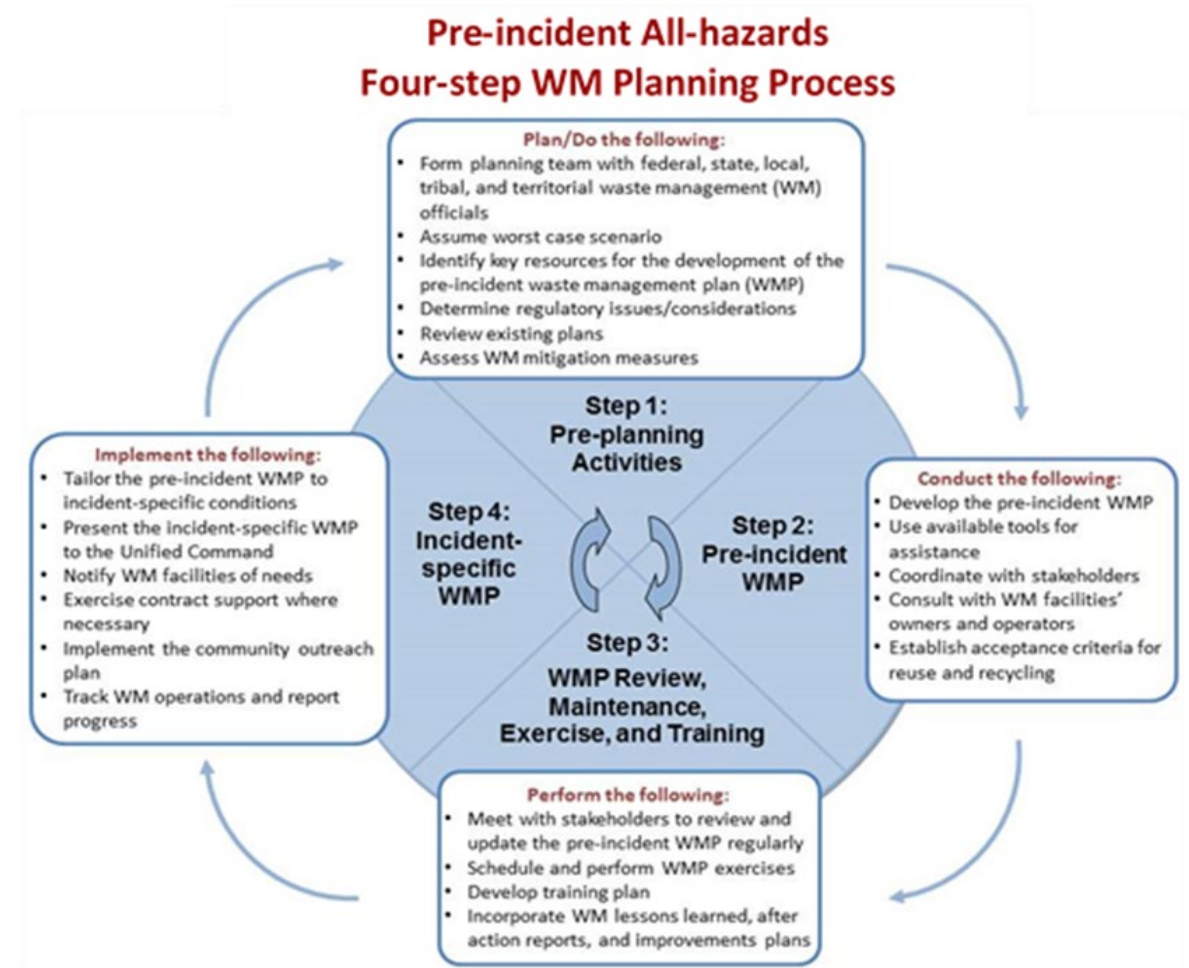 Pre-incident All-hazards
Four-step WM Planning Process
Plan/Do the following:
• Form planning team with federal, state, local,
tribal, and territorial waste management (WM)
officials
• Assume worst case scenario
• Identify key resources for the development of the
pre-incident waste management plan (WMP)
• Determine regulatory issues/considerations
• Review existing plans
• Assess WM mitigation measures
Step 1:
Pre-planning
Activities
Conduct the following:
• Develop the pre-incident WMP
• Use available tools for
assistance
• Coordinate with stakeholders
• Consult with WM facilities'
owners and operators
• Establish acceptance criteria for
reuse and recycling
Step 2:
Pre-incident
WMP
Step 3:
WMP Review,
Maintenance,
Exercise, and Training
Perform the following:
• Meet with stakeholders to review and
update the pre-incident WMP regularly
• Schedule and perform WMP exercises
• Develop training plan
• Incorporate WM lessons learned, after
action reports, and improvements plans
Step 4:
Incident-
specific
WMP
Implement the following:
• Tailor the pre-incident WMP to
incident-specific conditions
• Present the incident-specific WMP
to the Unified Command
• Notify WM facilities of needs
• Exercise contract support where
necessary
• Implement the community outreach
plan
• Track WM operations and report
progress